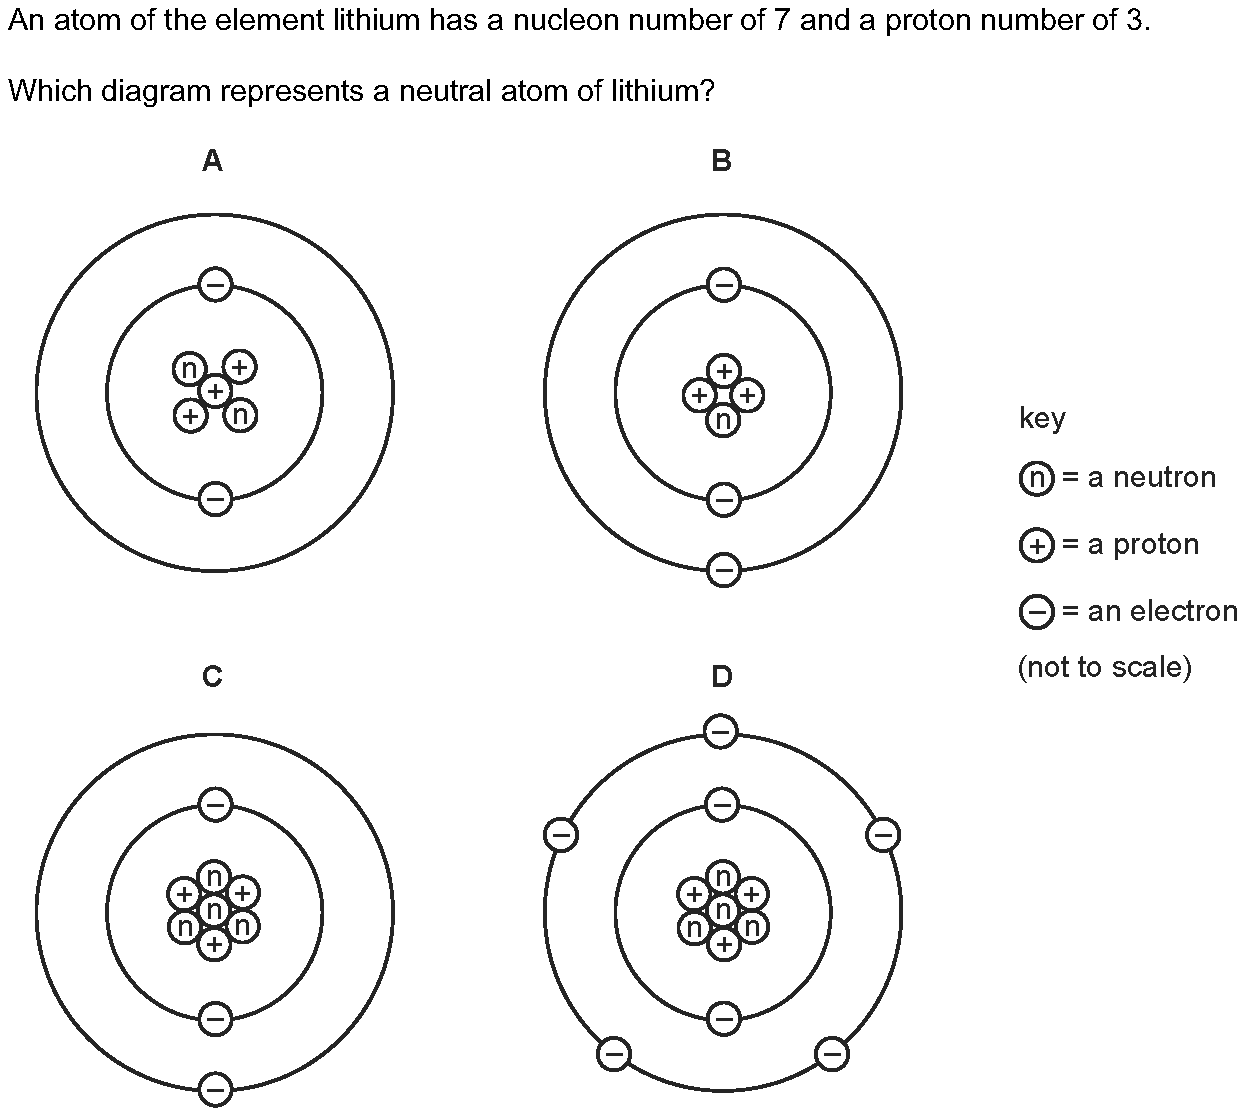 An atom of the element lithium has a nucleon number of 7 and a proton number of 3.
Which diagram represents a neutral atom of lithium?
A
B
−
−
n + + n +
+ + + n
−
−
−
key
n = a neutron
+ = a proton
− = an electron
(not to scale)
C
D
−
−
−
−
−
n + + n n n +
n + + n n n +
−
−
−
−
−